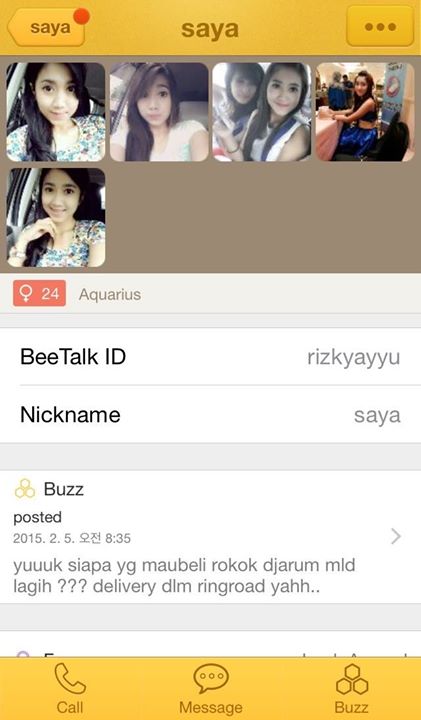 saya
saya
24
Aquarius
BeeTalk ID
rizkyayyu
Nickname
saya
Buzz
posted
2015. 2. 5. 오전 8:35
yuuuk siapa yg maubeli rokok djarum mld
lagih ??? delivery dlm ringroad yahh..
Call
Message
Buzz